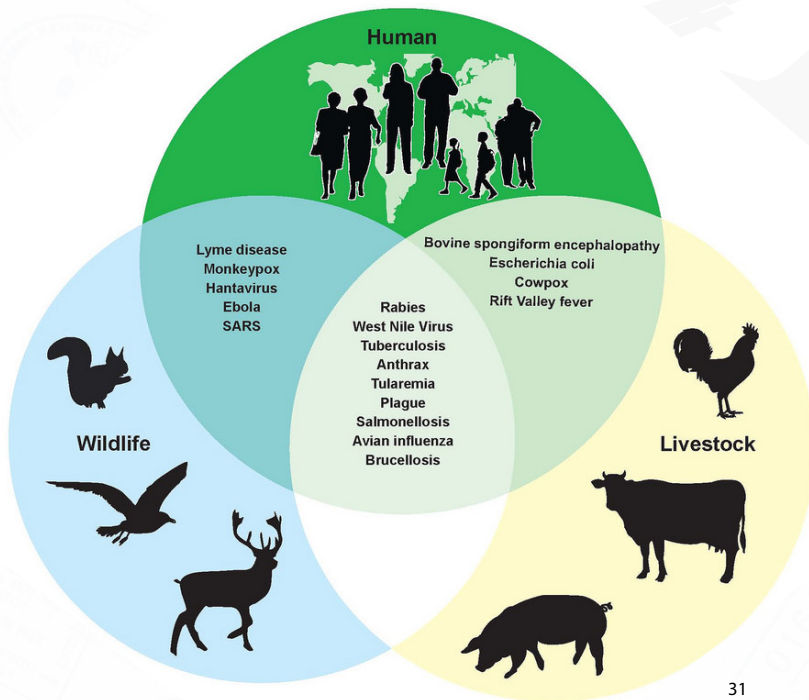 Human
Lyme disease
Monkeypox
Hantavirus
Ebola
SARS
Bovine spongiform encephalopathy
Escherichia coli
Cowpox
Rift Valley fever
Rabies
West Nile Virus
Tuberculosis
Anthrax
Tularemia
Plague
Salmonellosis
Avian influenza
Brucellosis
Wildlife
Livestock
31